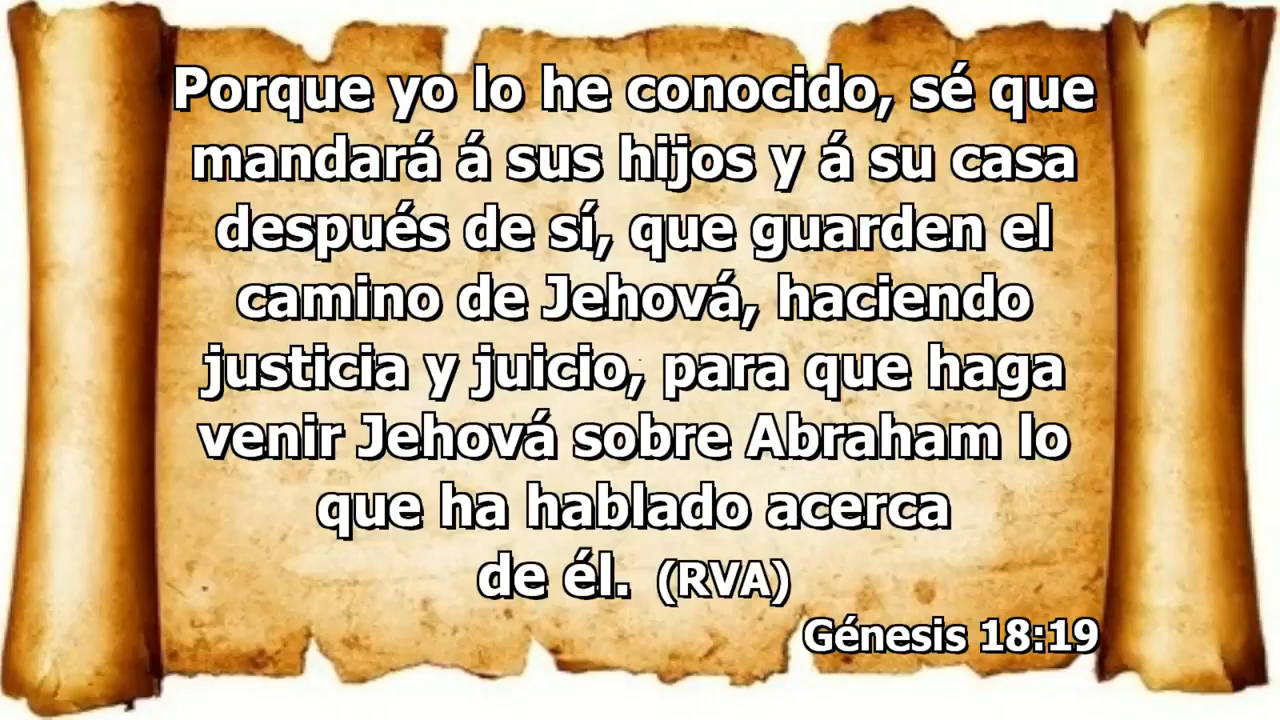 Porque yo lo he conocido, sé que
mandará á sus hijos y á su casa
después de sí, que guarden el
camino de Jehová, haciendo
justicia y juicio, para que haga
venir Jehová sobre Abraham lo
que ha hablado acerca
de él. (RVA)
Génesis 18:19